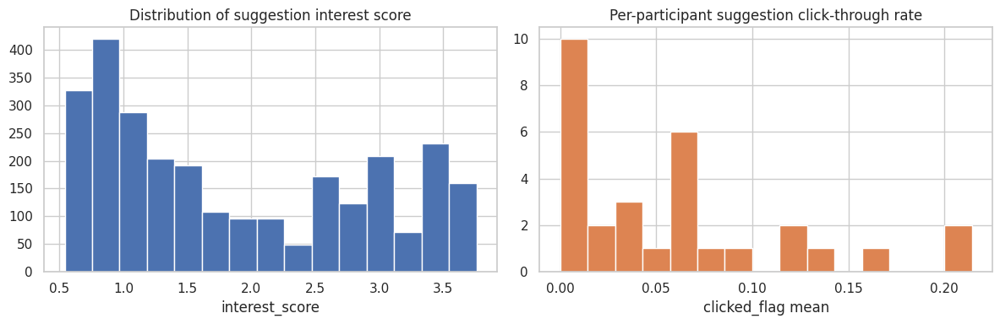 Distribution of suggestion interest score
400
350
300
250
200
150
100
50
0
0.5 1.0 1.5 2.0 2.5 3.0 3.5
interest_score
Per-participant suggestion click-through rate
10
8
6
4
2
0
0.00 0.05 0.10 0.15 0.20
clicked_flag mean